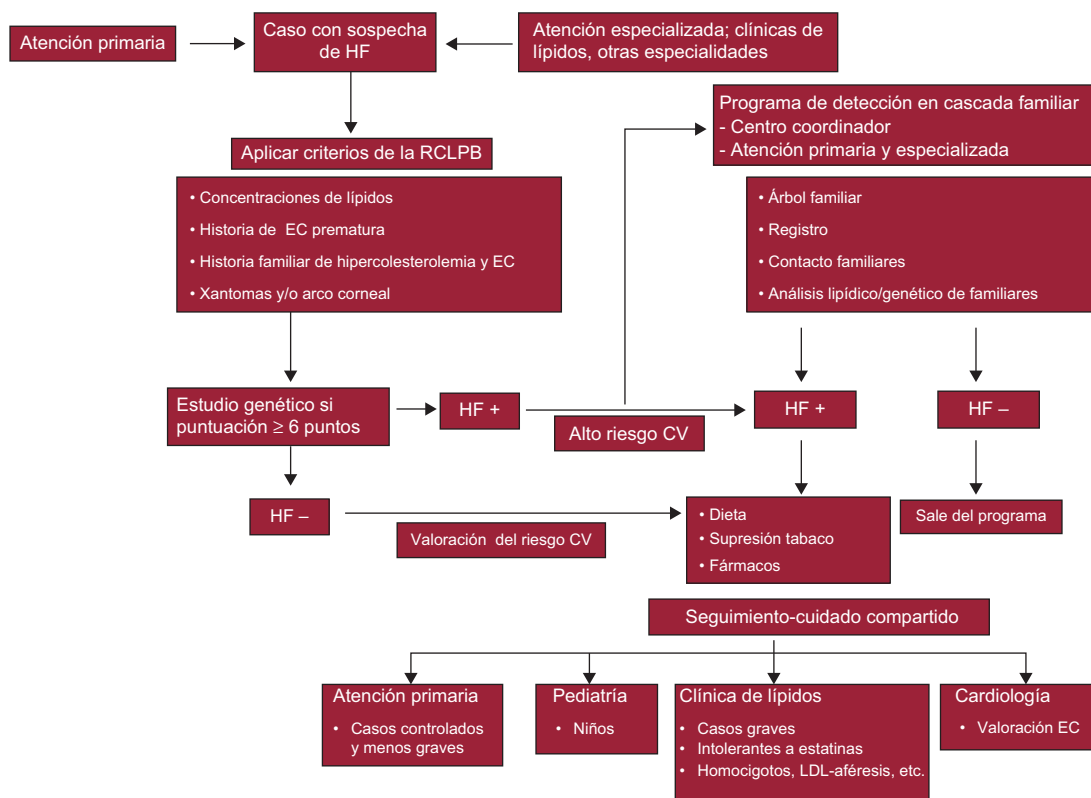 Atención primaria
Caso con sospecha
de HF
Atención especializada; clínicas de
lípidos, otras especialidades
Programa de detección en cascada familiar
- Centro coordinador
- Atención primaria y especializada
Aplicar criterios de la RCLPB
• Concentraciones de lípidos
• Historia de EC prematura
• Historia familiar de hipercolesterolemia y EC
• Xantomas y/o arco corneal
• Árbol familiar
• Registro
• Contacto familiares
• Análisis lipídico/genético de familiares
Estudio genético si
puntuación ≥ 6 puntos
HF +
Alto riesgo CV
HF +
HF –
HF –
Valoración del riesgo CV
• Dieta
• Supresión tabaco
• Fármacos
Sale del programa
Seguimiento-cuidado compartido
Atención primaria
• Casos controlados
y menos graves
Pediatría
• Niños
Clínica de lípidos
• Casos graves
• Intolerantes a estatinas
• Homocigotos, LDL-aféresis, etc.
Cardiología
• Valoración EC